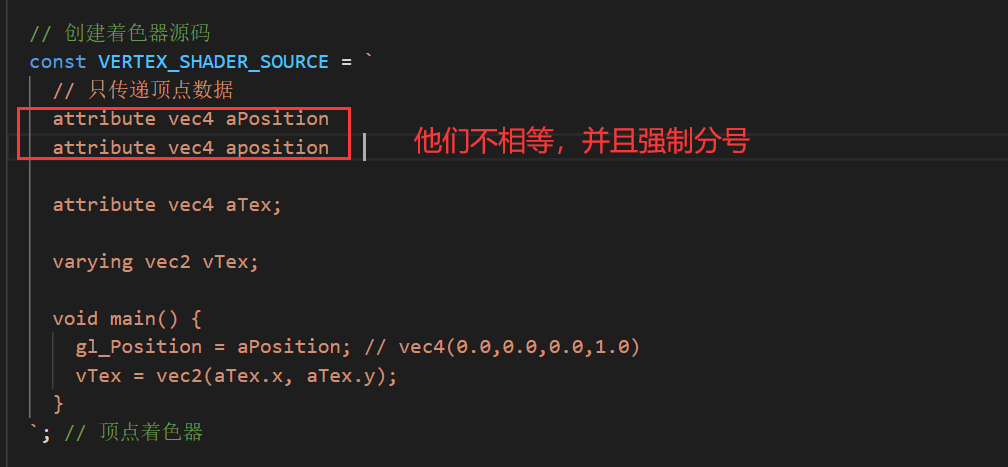 // 创建着色器源码
const VERTEX_SHADER_SOURCE = `
// 只传递顶点数据
attribute vec4 aPosition
attribute vec4 aposition
他们不相等，并且强制分号
attribute vec4 aTex;
varying vec2 vTex;
void main() {
gl_Position = aPosition; // vec4(0.0,0.0,0.0,1.0)
vTex = vec2(aTex.x, aTex.y);
}
`; // 顶点着色器